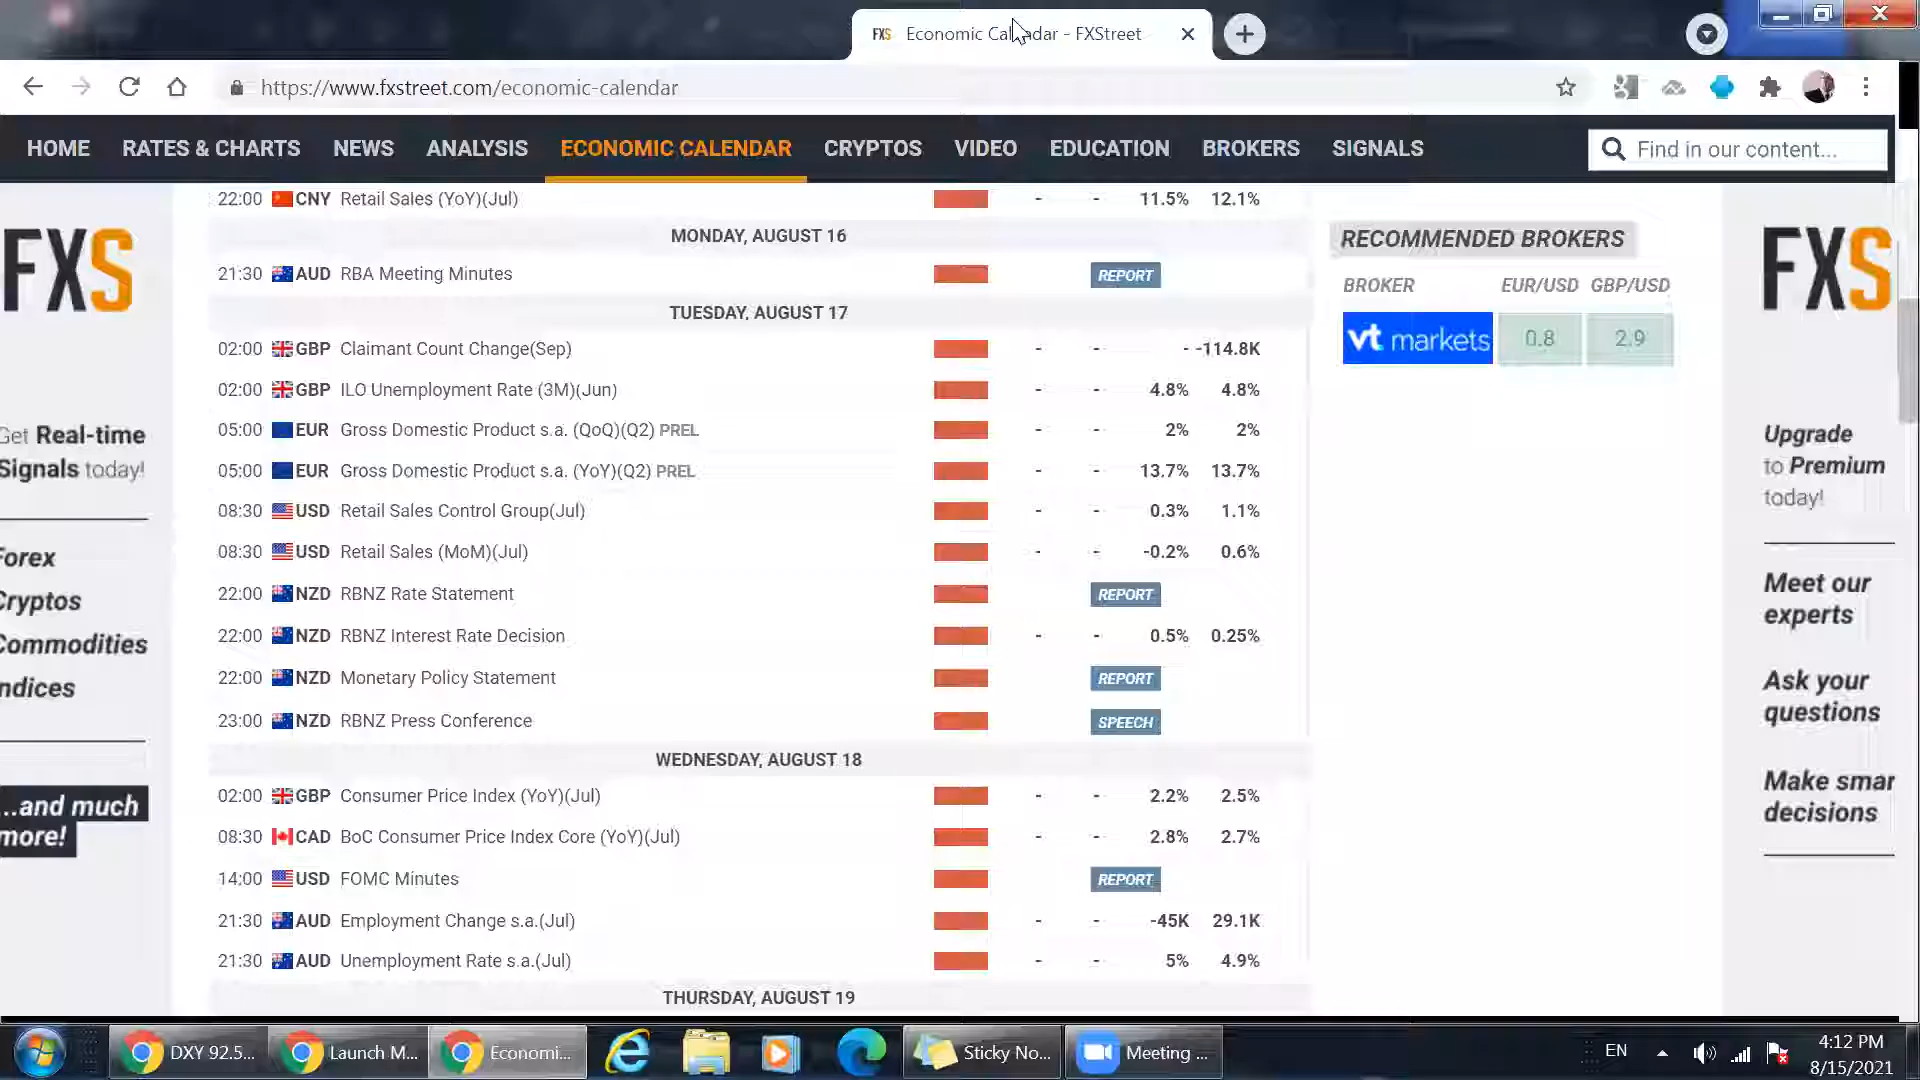 FXS Economic Calendar - FXStreet
https://www.fxstreet.com/economic-calendar
HOME RATES & CHARTS NEWS ANALYSIS ECONOMIC CALENDAR CRYPTOS VIDEO EDUCATION BROKERS SIGNALS Find in our content...
22:00 CNY Retail Sales (YoY)(Jul) - - 11.5% 12.1%
MONDAY, AUGUST 16
21:30 AUD RBA Meeting Minutes REPORT
TUESDAY, AUGUST 17
02:00 GBP Claimant Count Change(Sep) - - - -114.8K
02:00 GBP ILO Unemployment Rate (3M)(Jun) - - 4.8% 4.8%
05:00 EUR Gross Domestic Product s.a. (QoQ)(Q2) PREL - - 2% 2%
05:00 EUR Gross Domestic Product s.a. (YoY)(Q2) PREL - - 13.7% 13.7%
08:30 USD Retail Sales Control Group(Jul) - - 0.3% 1.1%
08:30 USD Retail Sales (MoM)(Jul) - - -0.2% 0.6%
22:00 NZD RBNZ Rate Statement REPORT
22:00 NZD RBNZ Interest Rate Decision - - 0.5% 0.25%
22:00 NZD Monetary Policy Statement REPORT
23:00 NZD RBNZ Press Conference SPEECH
WEDNESDAY, AUGUST 18
02:00 GBP Consumer Price Index (YoY)(Jul) - - 2.2% 2.5%
08:30 CAD BoC Consumer Price Index Core (YoY)(Jul) - - 2.8% 2.7%
14:00 USD FOMC Minutes REPORT
21:30 AUD Employment Change s.a.(Jul) - - -45K 29.1K
21:30 AUD Unemployment Rate s.a.(Jul) - - 5% 4.9%
THURSDAY, AUGUST 19
RECOMMENDED BROKERS
BROKER EUR/USD GBP/USD
vt markets 0.8 2.9
FXS
Get Real-time
Signals today!
Forex
Cryptos
Commodities
Indices
...and much
more!
FXS
Upgrade
to Premium
today!
Meet our
experts
Ask your
questions
Make smar
decisions
DXY 92.5... Launch M... Economi... Sticky No... Meeting ... EN 4:12 PM
8/15/2021